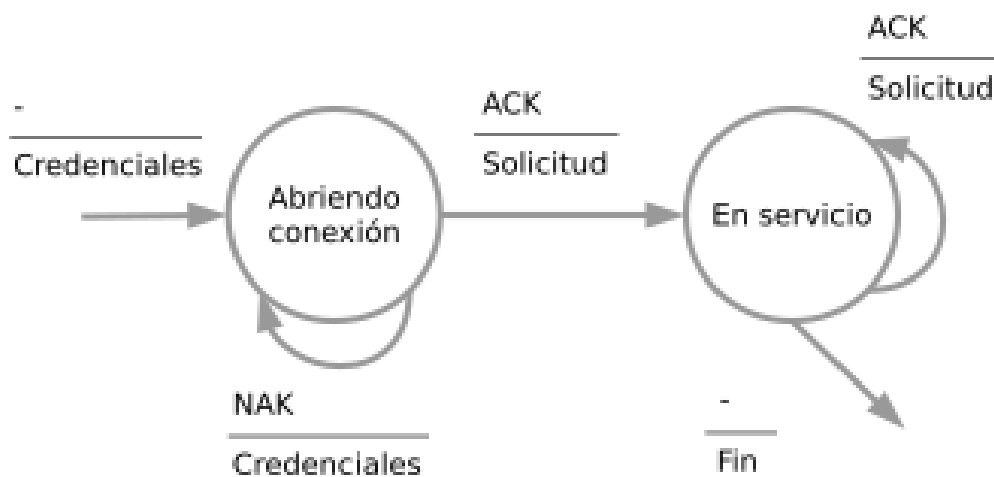 -
Credenciales
Abriendo
conexión
NAK
Credenciales
ACK
Solicitud
En servicio
ACK
Solicitud
-
Fin